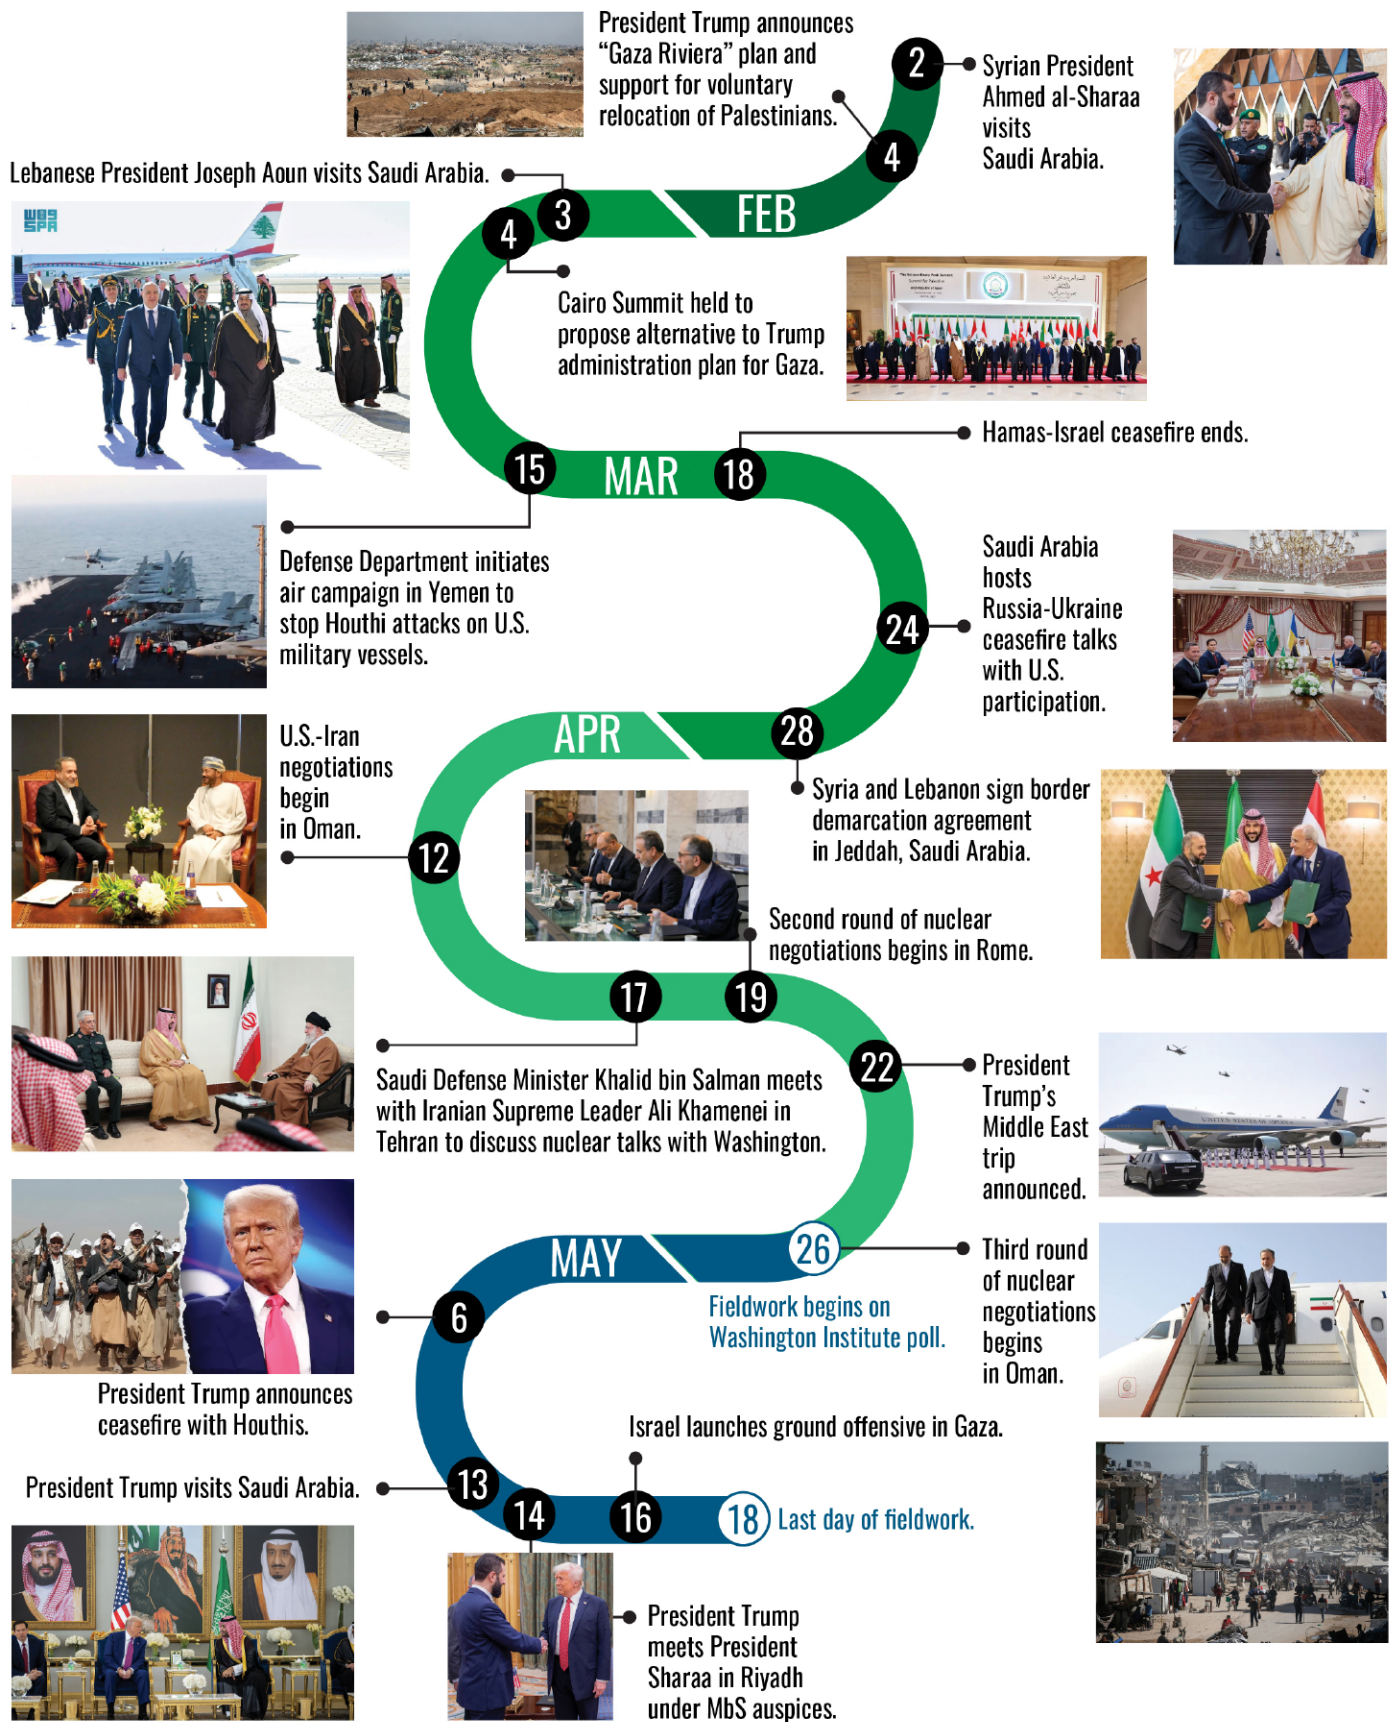 President Trump announces
“Gaza Riviera” plan and
support for voluntary
relocation of Palestinians.
2
Syrian President
Ahmed al-Sharaa
visits
Saudi Arabia.
4
Lebanese President Joseph Aoun visits Saudi Arabia.
3
FEB
4
Cairo Summit held to
propose alternative to Trump
administration plan for Gaza.
Hamas-Israel ceasefire ends.
15
MAR
18
Defense Department initiates
air campaign in Yemen to
stop Houthi attacks on U.S.
military vessels.
Saudi Arabia
hosts
Russia-Ukraine
ceasefire talks
with U.S.
participation.
24
U.S.-Iran
negotiations
begin
in Oman.
APR
28
Syria and Lebanon sign border
demarcation agreement
in Jeddah, Saudi Arabia.
12
Second round of nuclear
negotiations begins in Rome.
17
19
Saudi Defense Minister Khalid bin Salman meets
with Iranian Supreme Leader Ali Khamenei in
Tehran to discuss nuclear talks with Washington.
22
President
Trump’s
Middle East
trip
announced.
UNITED STATES OF AMERICA
MAY
26
Third round
of nuclear
negotiations
begins
in Oman.
Fieldwork begins on
Washington Institute poll.
6
President Trump announces
ceasefire with Houthis.
Israel launches ground offensive in Gaza.
President Trump visits Saudi Arabia.
13
14
16
18
Last day of fieldwork.
President Trump
meets President
Sharaa in Riyadh
under MbS auspices.